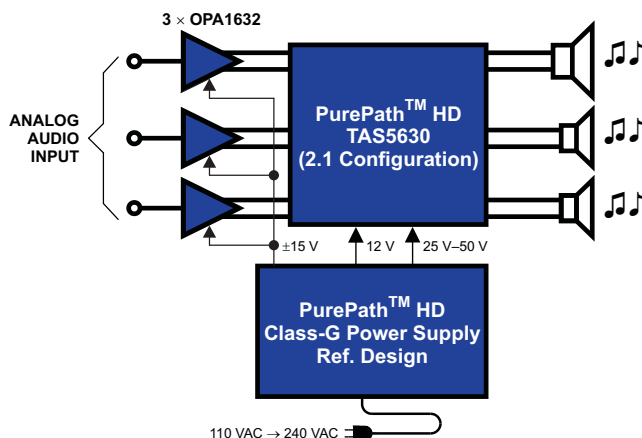 3 × OPA1632
ANALOG
AUDIO
INPUT
PurePath™ HD
TAS5630
(2.1 Configuration)
±15 V
12 V
25 V–50 V
PurePath™ HD
Class-G Power Supply
Ref. Design
110 VAC → 240 VAC